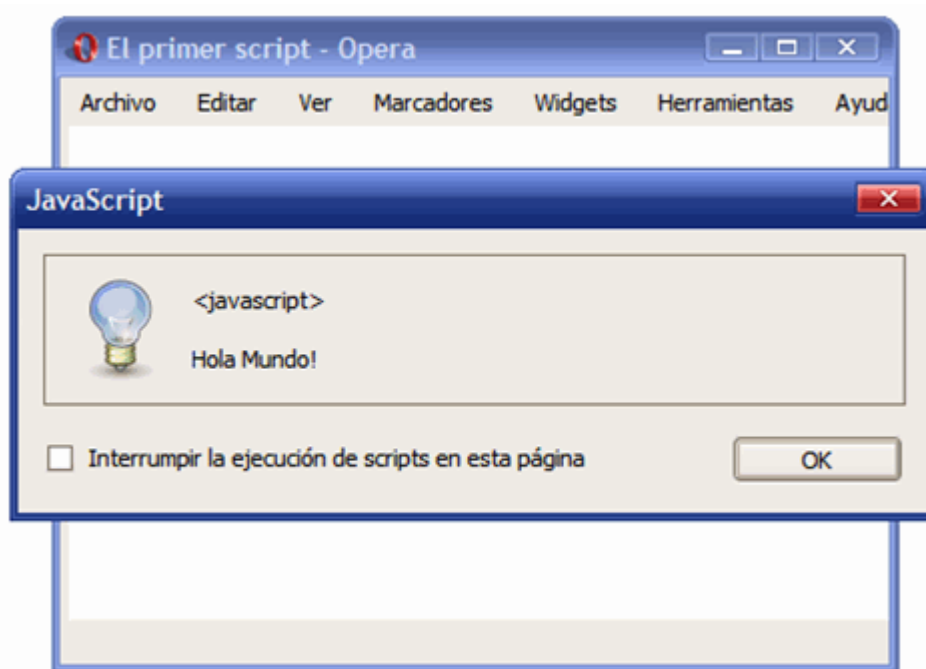 El primer script - Opera
Archivo Editar Ver Marcadores Widgets Herramientas Ayud
JavaScript
<javascript>
Hola Mundo!
Interrumpir la ejecución de scripts en esta página
OK